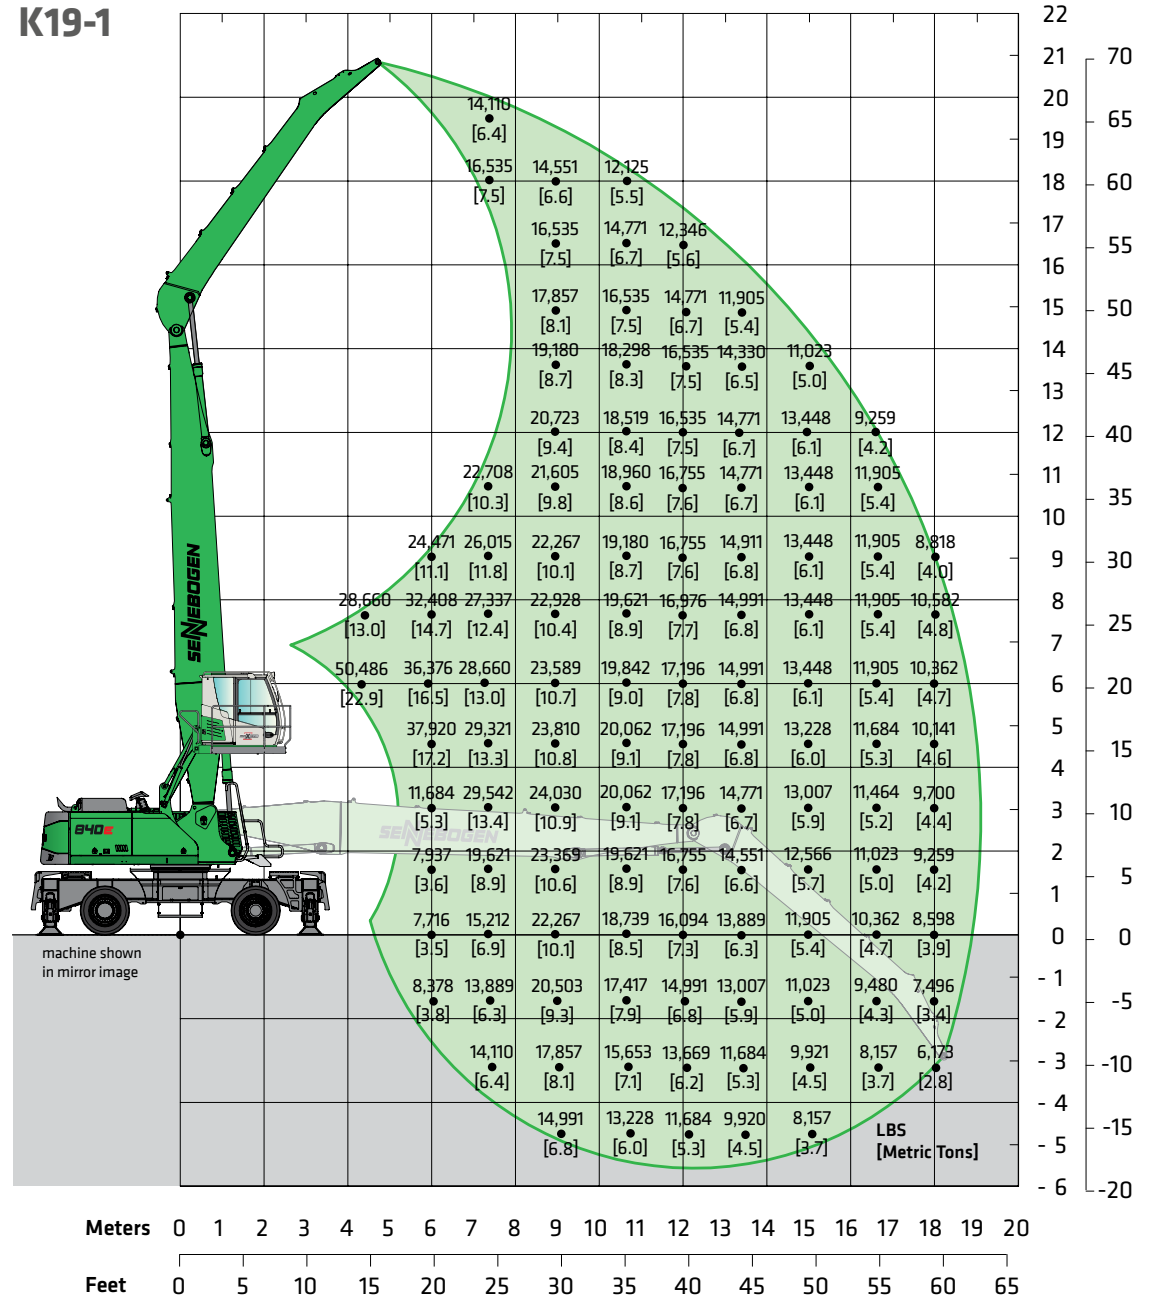 K19-1
22
21 70
20
14,110
[6.4]
65
19
16,535 14,551 12,125
[7.5] [6.6] [5.5]
18 60
17
16,535 14,771 12,346
[7.5] [6.7] [5.6]
55
16
17,857 16,535 14,771 11,905
[8.1] [7.5] [6.7] [5.4]
15 50
14
19,180 18,298 16,535 14,330 11,023
[8.7] [8.3] [7.5] [6.5] [5.0]
45
13
20,723 18,519 16,535 14,771 13,448 9,259
[9.4] [8.4] [7.5] [6.7] [6.1] [4.2]
12 40
11
22,708 21,605 18,960 16,755 14,771 13,448 11,905
[10.3] [9.8] [8.6] [7.6] [6.7] [6.1] [5.4]
35
10
24,471 26,015 22,267 19,180 16,755 14,911 13,448 11,905 8,818
[11.1] [11.8] [10.1] [8.7] [7.6] [6.8] [6.1] [5.4] [4.0]
9 30
8
28,660 32,408 27,337 22,928 19,621 16,976 14,991 13,448 11,905 10,582
[13.0] [14.7] [12.4] [10.4] [8.9] [7.7] [6.8] [6.1] [5.4] [4.8]
25
7
SENNEBOGEN
50,486 36,376 28,660 23,589 19,842 17,196 14,991 13,448 11,905 10,362
[22.9] [16.5] [13.0] [10.7] [9.0] [7.8] [6.8] [6.1] [5.4] [4.7]
6 20
5
37,920 29,321 23,810 20,062 17,196 14,991 13,228 11,684 10,141
[17.2] [13.3] [10.8] [9.1] [7.8] [6.8] [6.0] [5.3] [4.6]
15
4
11,684 29,542 24,030 20,062 17,196 14,771 13,007 11,464 9,700
[5.3] [13.4] [10.9] [9.1] [7.8] [6.7] [5.9] [5.2] [4.4]
3 10
840E
SENNEBOGEN
2
7,937 19,621 23,369 19,621 16,755 14,551 12,566 11,023 9,259
[3.6] [8.9] [10.6] [8.9] [7.6] [6.6] [5.7] [5.0] [4.2]
5
1
7,716 15,212 22,267 18,739 16,094 13,889 11,905 10,362 8,598
[3.5] [6.9] [10.1] [8.5] [7.3] [6.3] [5.4] [4.7] [3.9]
0 0
machine shown
in mirror image
-1
8,378 13,889 20,503 17,417 14,991 13,007 11,023 9,480 7,496
[3.8] [6.3] [9.3] [7.9] [6.8] [5.9] [5.0] [4.3] [3.4]
-5
-2
14,110 17,857 15,653 13,669 11,684 9,921 8,157 6,173
[6.4] [8.1] [7.1] [6.2] [5.3] [4.5] [3.7] [2.8]
-3 -10
-4
14,991 13,228 11,684 9,920 8,157
[6.8] [6.0] [5.3] [4.5] [3.7]
-15
LBS
[Metric Tons]
-5
-6 -20
Meters 0 1 2 3 4 5 6 7 8 9 10 11 12 13 14 15 16 17 18 19 20
Feet 0 5 10 15 20 25 30 35 40 45 50 55 60 65